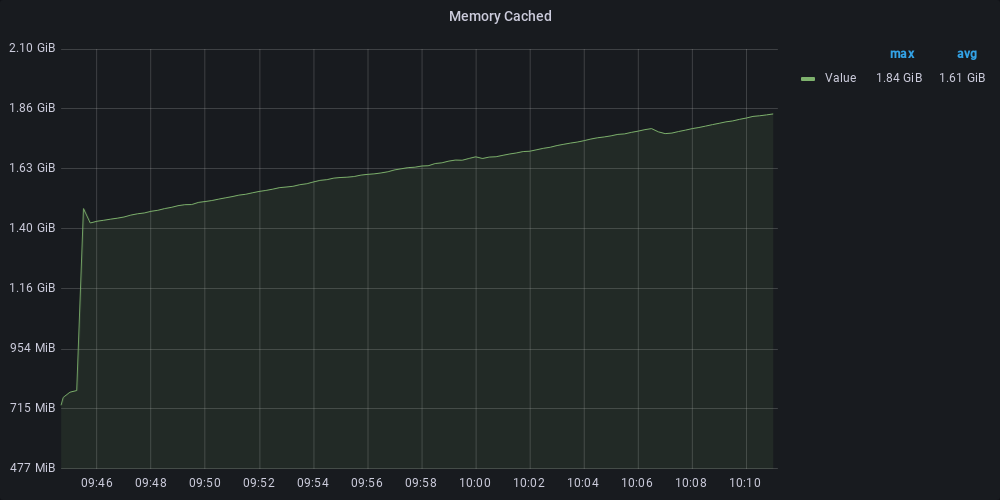 Memory Cached
2.10 GiB
1.86 GiB
1.63 GiB
1.40 GiB
1.16 GiB
954 MiB
715 MiB
477 MiB
09:46 09:48 09:50 09:52 09:54 09:56 09:58 10:00 10:02 10:04 10:06 10:08 10:10
max avg
Value 1.84 GiB 1.61 GiB